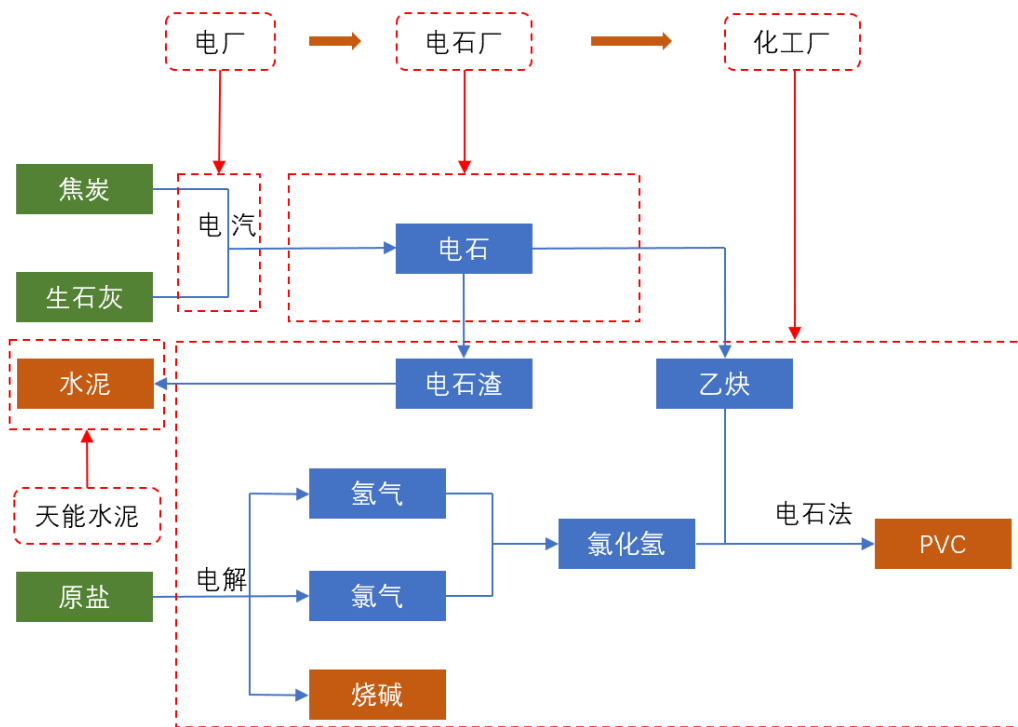 电厂
电石厂
化工厂
焦炭
电 汽
电石
生石灰
水泥
电石渣
乙炔
天能水泥
氢气
电石法
氯化氢
PVC
原盐
电解
氯气
烧碱